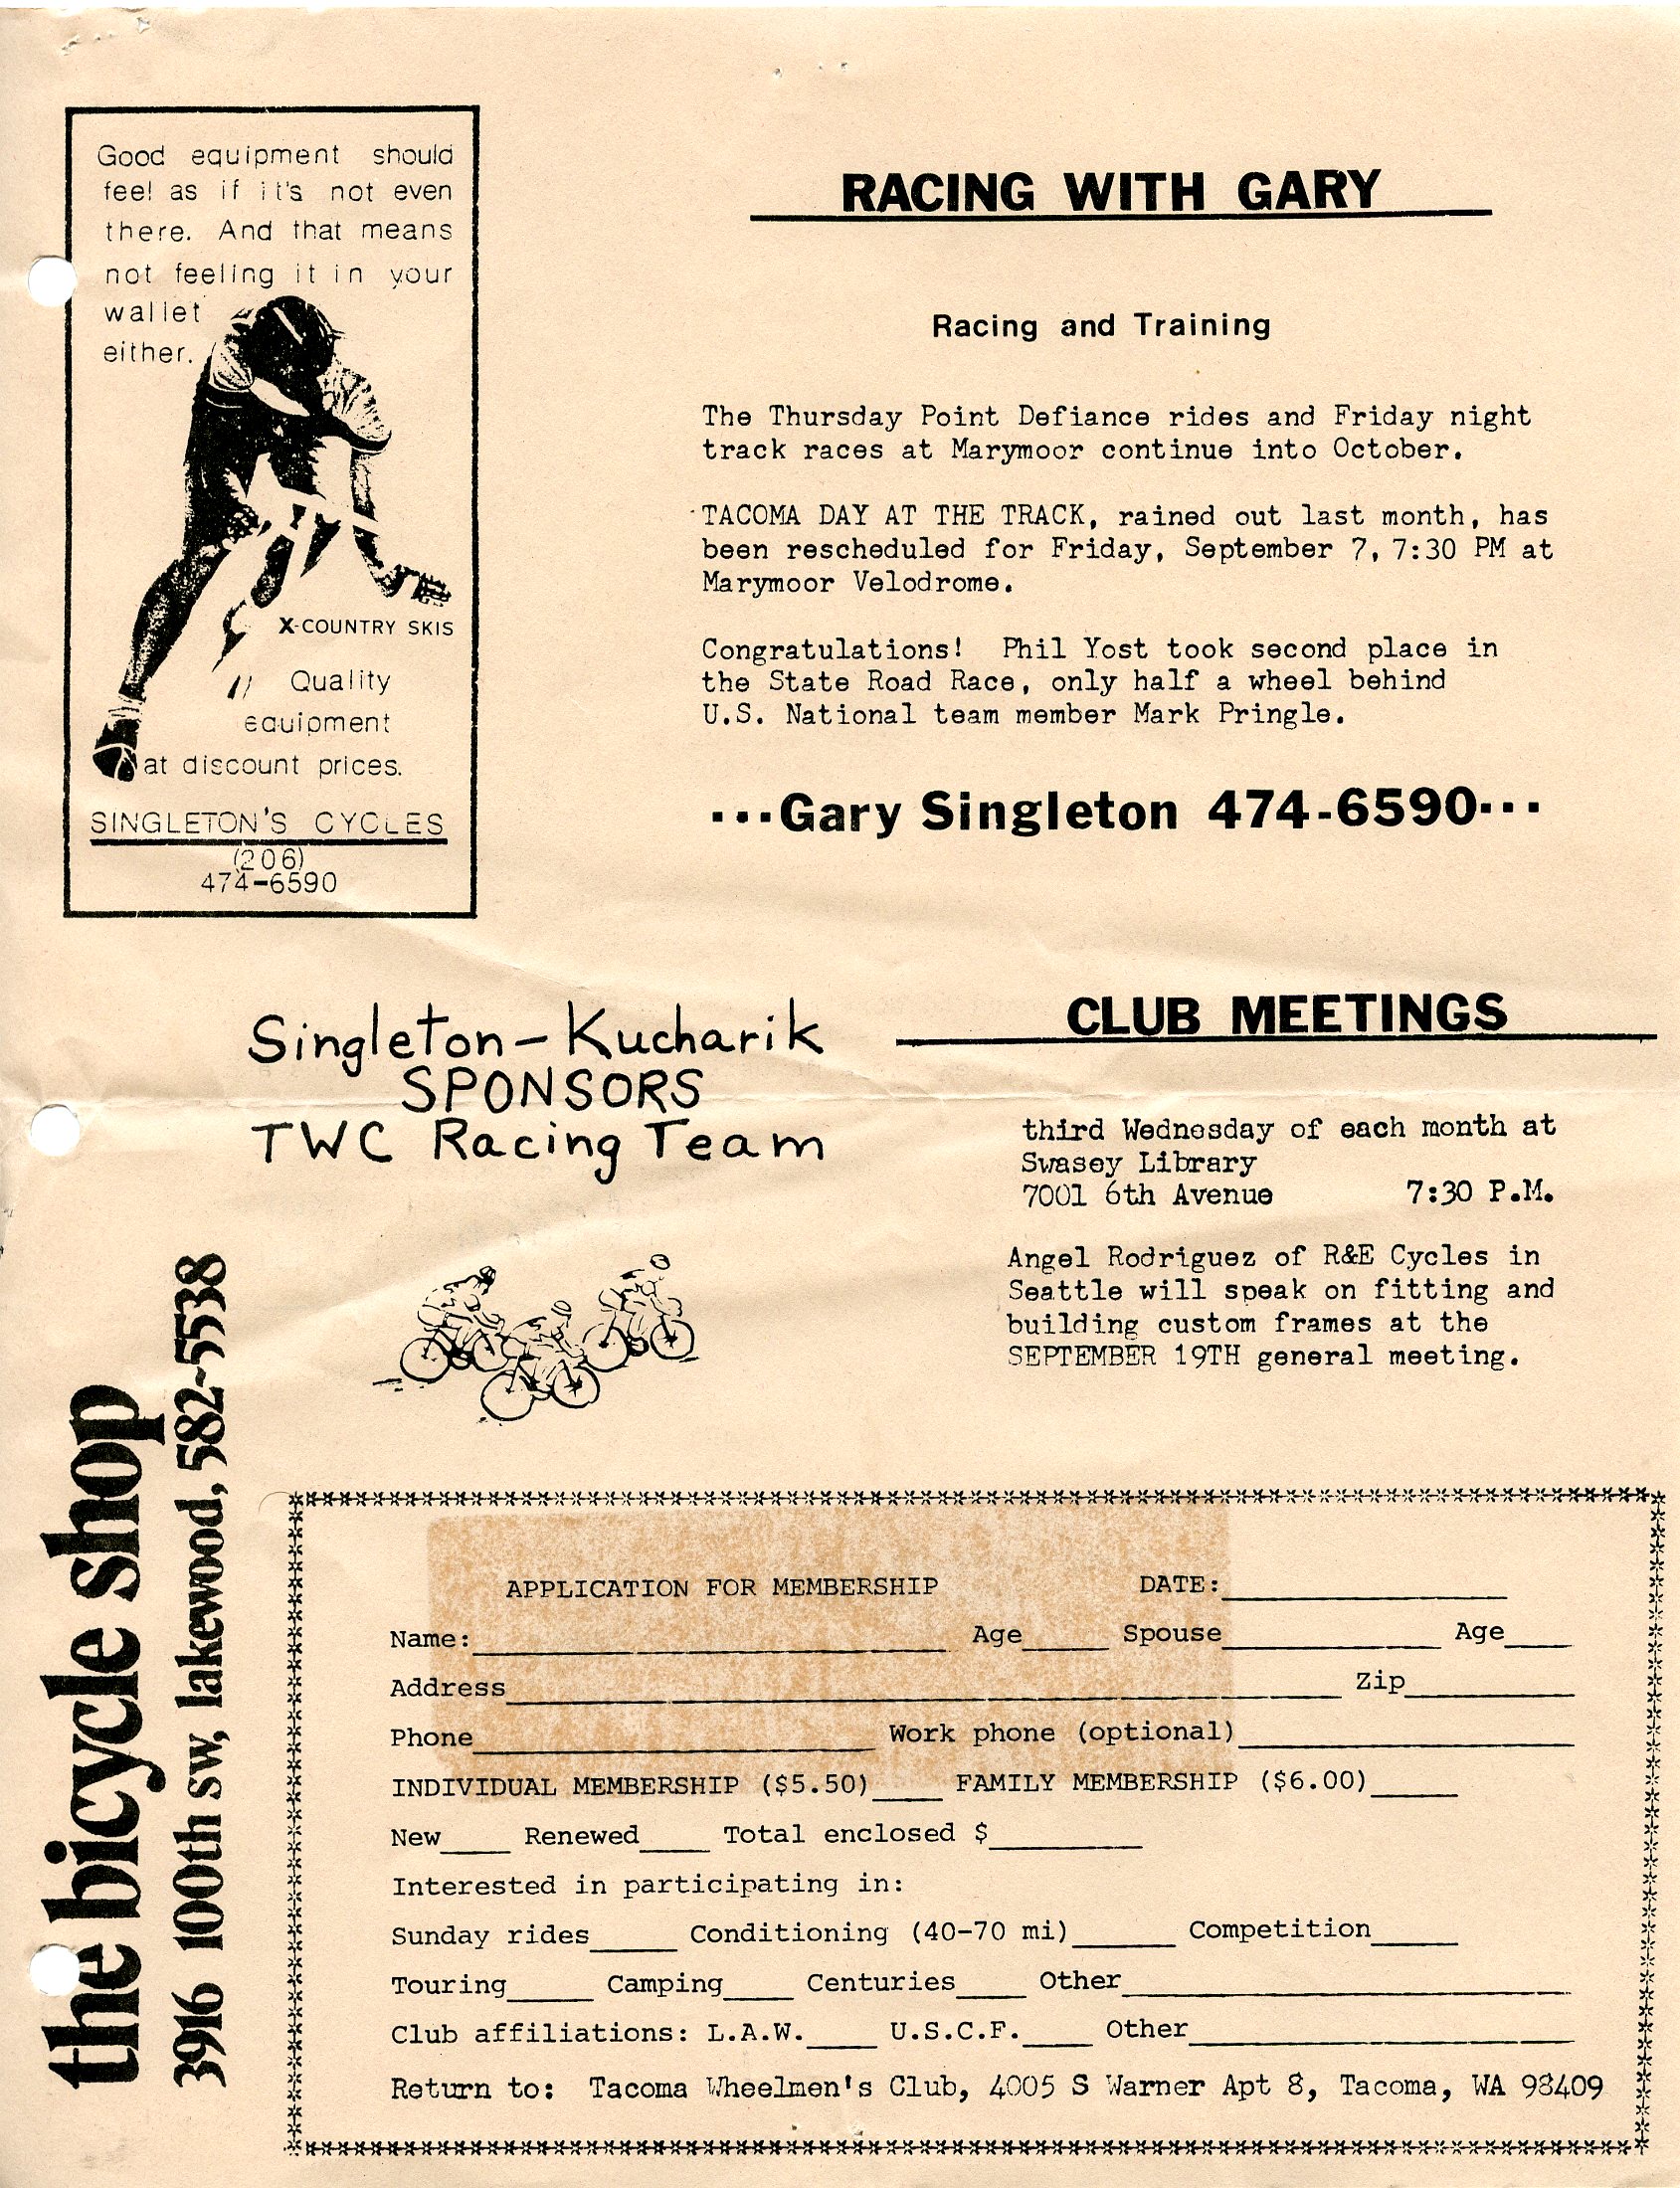 Good equipment should
feel as if it's not even
there. And that means
not feeling it in your
wallet
either.
X-COUNTRY SKIS
Quality
equipment
at discount prices.
SINGLETON'S CYCLES
(206)
474-6590
RACING WITH GARY
Racing and Training
The Thursday Point Defiance rides and Friday night
track races at Marymoor continue into October.
TACOMA DAY AT THE TRACK, rained out last month, has
been rescheduled for Friday, September 7, 7:30 PM at
Marymoor Velodrome.
Congratulations! Phil Yost took second place in
the State Road Race, only half a wheel behind
U.S. National team member Mark Pringle.
...Gary Singleton 474-6590...
Singleton-Kucharik
SPONSORS
TWC Racing Team
CLUB MEETINGS
third Wednesday of each month at
Swasey Library
7001 6th Avenue 7:30 P.M.
Angel Rodriguez of R&E Cycles in
Seattle will speak on fitting and
building custom frames at the
SEPTEMBER 19TH general meeting.
the bicycle shop
3916 100th sw, lakewood, 582-5538
APPLICATION FOR MEMBERSHIP DATE:
Name: Age Spouse Age
Address Zip
Phone Work phone (optional)
INDIVIDUAL MEMBERSHIP ($5.50) FAMILY MEMBERSHIP ($6.00)
New Renewed Total enclosed $
Interested in participating in:
Sunday rides Conditioning (40-70 mi) Competition
Touring Camping Centuries Other
Club affiliations: L.A.W. U.S.C.F. Other
Return to: Tacoma Wheelmen's Club, 4005 S Warner Apt 8, Tacoma, WA 98409